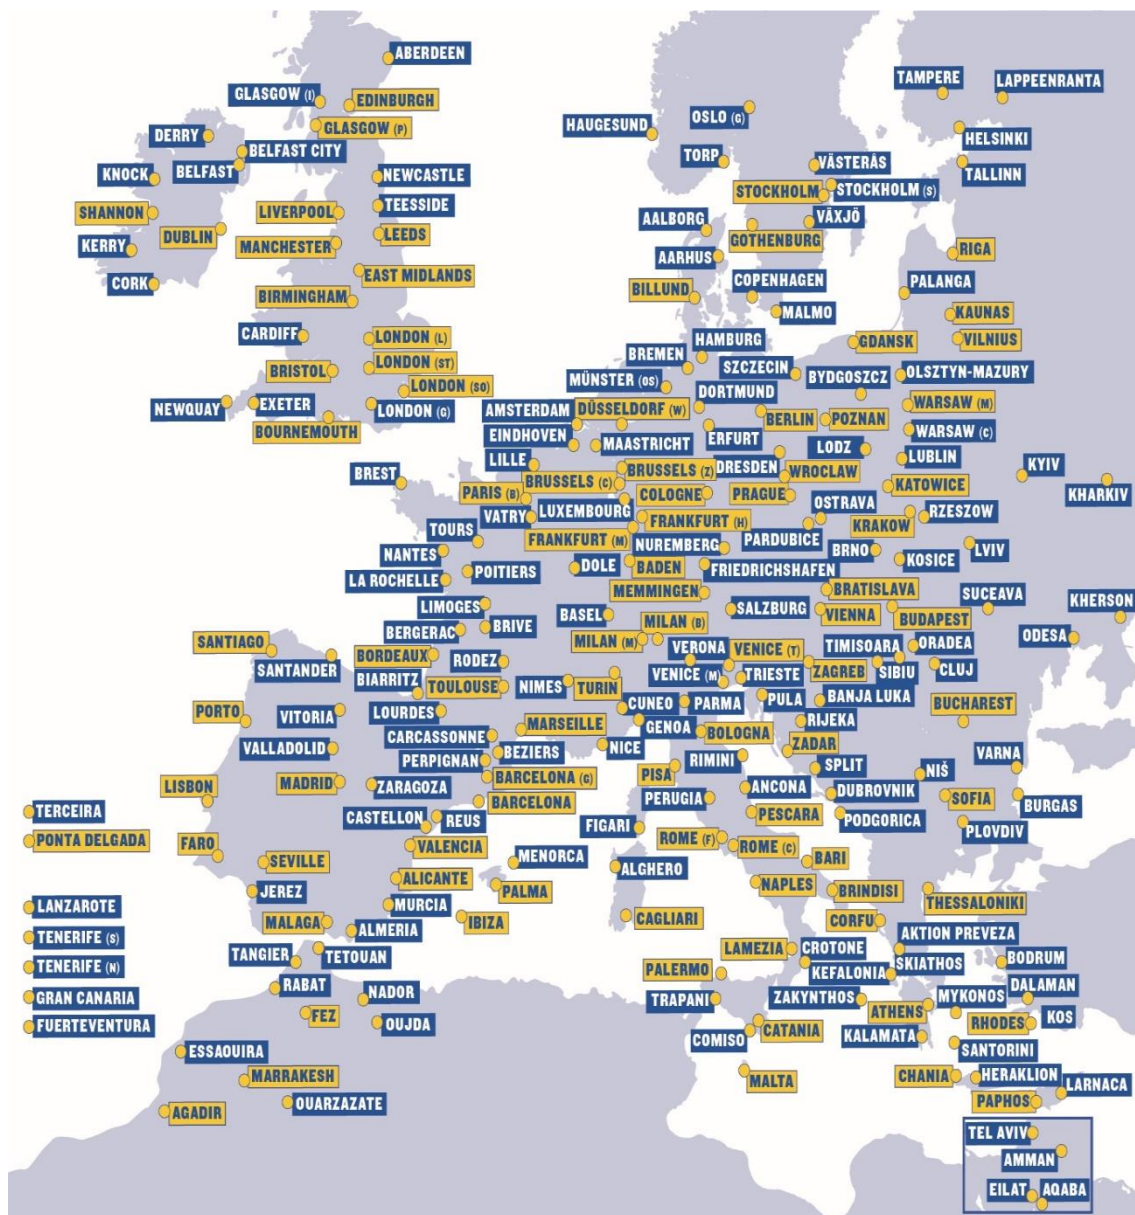 ABERDEEN
GLASGOW (I)
EDINBURGH
GLASGOW (P)
DERRY
BELFAST CITY
BELFAST
KNOCK
NEWCASTLE
TEESSIDE
SHANNON
LIVERPOOL
DUBLIN
LEEDS
MANCHESTER
KERRY
EAST MIDLANDS
CORK
BIRMINGHAM
CARDIFF
LONDON (L)
LONDON (ST)
BRISTOL
LONDON (SO)
NEWQUAY
EXETER
LONDON (G)
BOURNEMOUTH
TAMPERE
LAPPEENRANTA
OSLO (G)
HAUGESUND
HELSINKI
TORP
VÄSTERÅS
TALLINN
STOCKHOLM
STOCKHOLM (S)
AALBORG
VÄXJÖ
GOTHENBURG
AARHUS
RIGA
COPENHAGEN
PALANGA
BILLUND
MALMO
KAUNAS
HAMBURG
GDANSK
VILNIUS
BREMEN
SZCZECIN
OLSZTYN-MAZURY
MÜNSTER (OS)
DORTMUND
BYDGOSZCZ
AMSTERDAM
DÜSSELDORF (W)
BERLIN
POZNAN
WARSAW (M)
EINDHOVEN
MAASTRICHT
ERFURT
WARSAW (C)
LODZ
LILLE
BRUSSELS (Z)
DRESDEN
WROCLAW
LUBLIN
KYIV
BREST
BRUSSELS (C)
KATOWICE
KHARKIV
PARIS (B)
COLOGNE
PRAGUE
LUXEMBOURG
OSTRAVA
VATRY
FRANKFURT (H)
KRAKOW
RZESZOW
TOURS
FRANKFURT (M)
PARDUBICE
NUREMBERG
BRNO
LVIV
NANTES
KOSICE
DOLE
BADEN
FRIEDRICHSHAFEN
LA ROCHELLE
POITIERS
MEMMINGEN
BRATISLAVA
SUCEAVA
LIMOGES
BASEL
SALZBURG
VIENNA
BUDAPEST
KHERSON
BERGERAC
BRIVE
MILAN (B)
ODESA
SANTIAGO
MILAN (M)
VERONA
VENICE (T)
TIMISOARA
ORADEA
SANTANDER
BORDEAUX
RODEZ
ZAGREB
SIBIU
CLUJ
BIARRITZ
TOULOUSE
NIMES
TURIN
VENICE (M)
TRIESTE
PORTO
VITORIA
LOURDES
CUNEO
PARMA
PULA
BANJA LUKA
MARSEILLE
GENOA
RIJEKA
BUCHAREST
CARCASSONNE
BOLOGNA
VALLADOLID
BEZIERS
NICE
ZADAR
PERPIGNAN
RIMINI
VARNA
PISA
SPLIT
NIŠ
LISBON
MADRID
ZARAGOZA
BARCELONA (G)
ANCONA
DUBROVNIK
SOFIA
BURGAS
TERCEIRA
BARCELONA
PERUGIA
PESCARA
PODGORICA
CASTELLON
REUS
FIGARI
PLOVDIV
PONTA DELGADA
FARO
VALENCIA
ROME (F)
ROME (C)
SEVILLE
MENORCA
ALGHERO
BARI
ALICANTE
NAPLES
JEREZ
PALMA
BRINDISI
THESSALONIKI
LANZAROTE
MURCIA
IBIZA
CAGLIARI
CORFU
MALAGA
ALMERIA
AKTION PREVEZA
TENERIFE (S)
LAMEZIA
CROTONE
TANGIER
TETOUAN
SKIATHOS
BODRUM
TENERIFE (N)
PALERMO
KEFALONIA
DALAMAN
RABAT
NADOR
TRAPANI
ZAKYNTHOS
MYKONOS
GRAN CANARIA
FEZ
ATHENS
KOS
RHODES
FUERTEVENTURA
OUJDA
CATANIA
COMISO
KALAMATA
ESSAOUIRA
SANTORINI
MARRAKESH
MALTA
CHANIA
HERAKLION
LARNACA
OUARZAZATE
PAPHOS
AGADIR
TEL AVIV
AMMAN
EILAT
AQABA